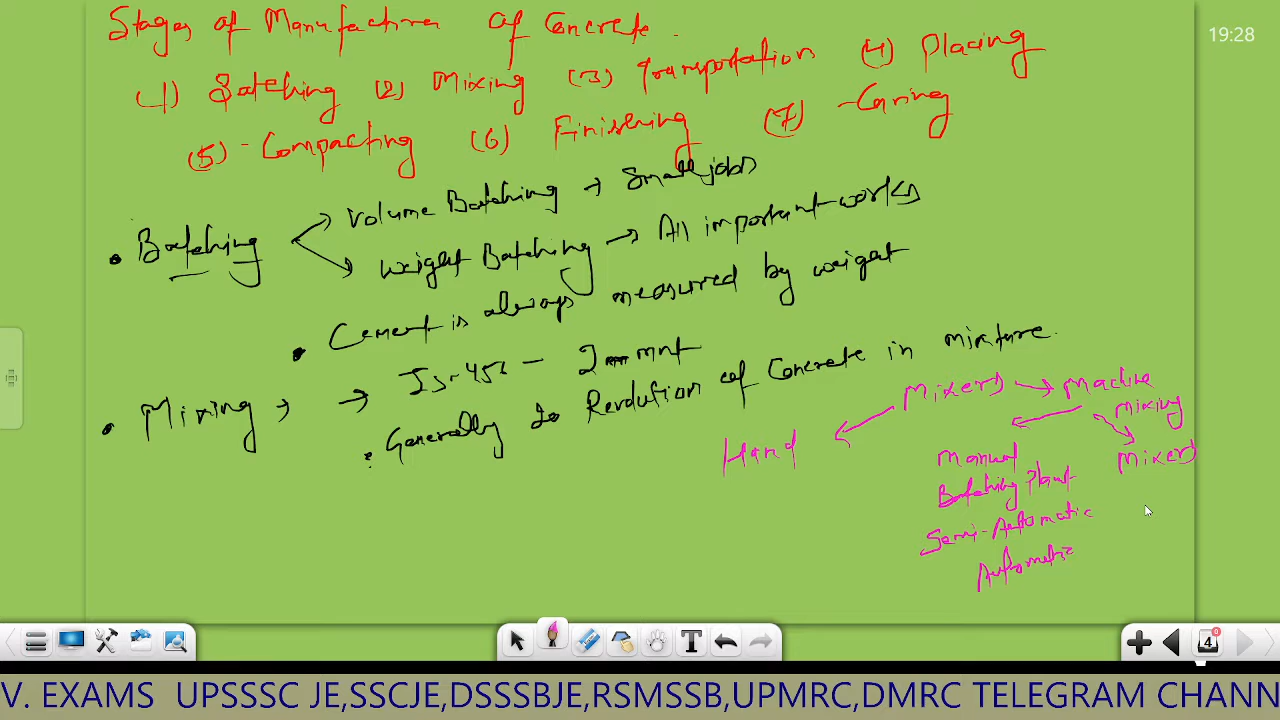 Stages of Manufacture of Concrete
19:28
(1) Batching (2) Mixing (3) Transportation (4) Placing
(5) Compacting (6) Finishing (7) Curing
• Batching → Volume Batching → Small jobs
→ Weight Batching → All important works
• Cement is always measured by weight
• Mixing → → IS-456 - 2 mnt
• Generally 20 Revolution of Concrete in mixture.
Mixers → Machine Mixing
Hand
Manual
Mixers
Batching Plant
Semi-Automatic
Automatic
T
4
V. EXAMS UPSSSC JE,SSCJE,DSSSBJE,RSMSSB,UPMRC,DMRC TELEGRAM CHANN